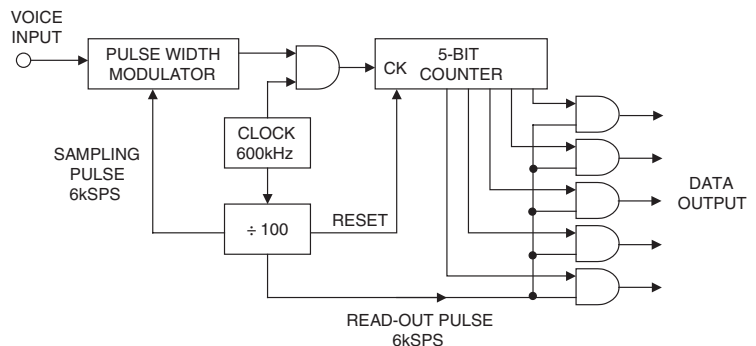 VOICE
INPUT
PULSE WIDTH
MODULATOR
5-BIT
CK COUNTER
CLOCK
600kHz
SAMPLING
PULSE
6kSPS
÷ 100
RESET
DATA
OUTPUT
READ-OUT PULSE
6kSPS